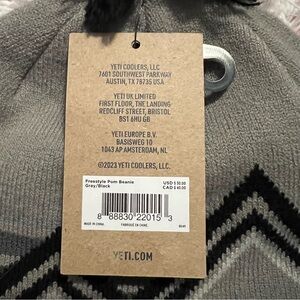 YETI COOLERS, LLC
7601 SOUTHWEST PARKWAY
AUSTIN, TX 78735 USA
YETI UK LIMITED
FIRST FLOOR, THE LANDING
REDCLIFF STREET, BRISTOL
BS1 6HU GB
YETI EUROPE B.V.
BASISWEG 10
1043 AP AMSTERDAM, NL
©2023 YETI COOLERS, LLC.
Freestyle Pom Beanie
Grey/Black
USD $ 30.00
CAD $ 40.00
8 88830 22015 3
MADE IN CHINA
FABRIQUÉ EN CHINE
YETI.COM